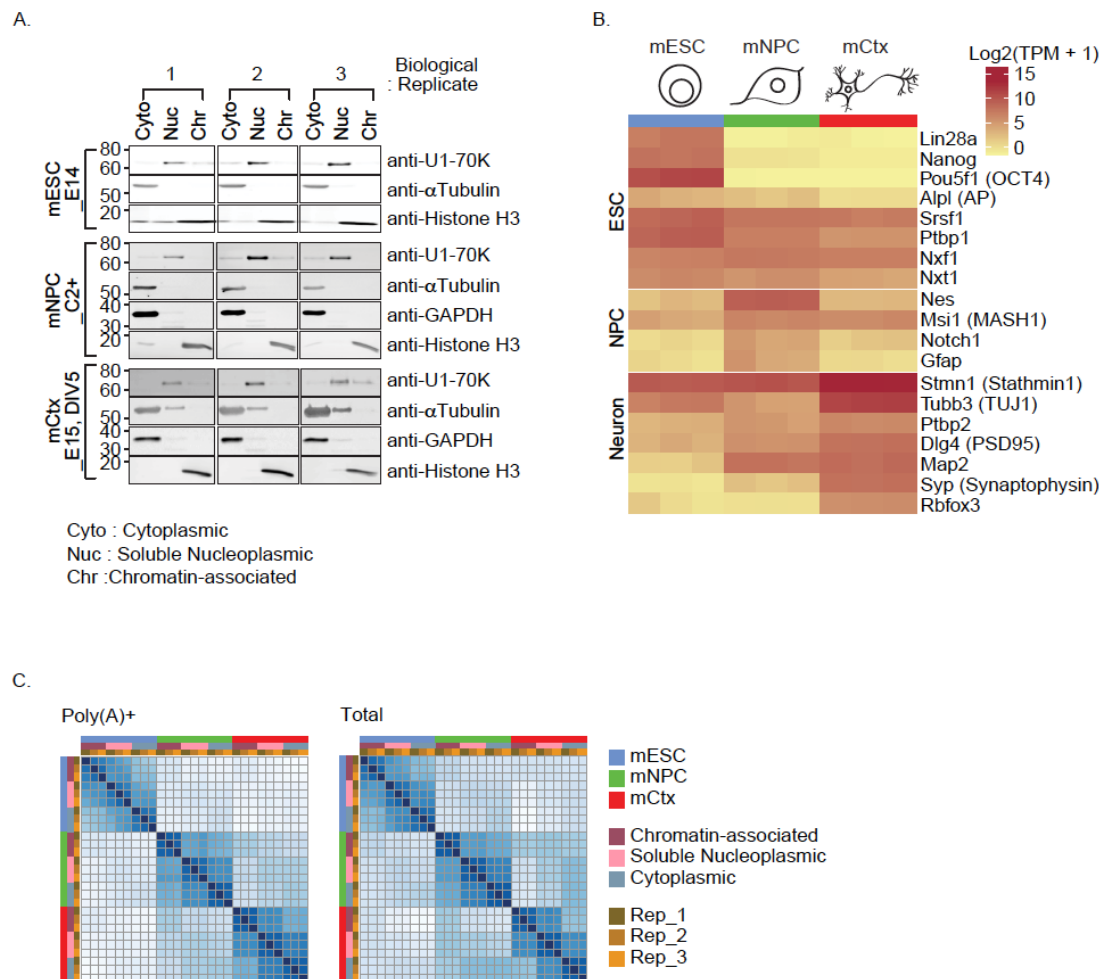 A.
Biological
1 2 3 : Replicate
Cyto Nuc Chr Cyto Nuc Chr Cyto Nuc Chr
mESC
_E14
80
60
anti-U1-70K
50
anti-αTubulin
20
anti-Histone H3
mNPC
_C2+
80
60
anti-U1-70K
50
anti-αTubulin
40
30
anti-GAPDH
20
anti-Histone H3
mCtx
_E15, DIV5
80
60
anti-U1-70K
50
anti-αTubulin
40
30
anti-GAPDH
20
anti-Histone H3
Cyto : Cytoplasmic
Nuc : Soluble Nucleoplasmic
Chr :Chromatin-associated
B.
mESC mNPC mCtx
Log2(TPM + 1)
15
10
5
0
ESC
Lin28a
Nanog
Pou5f1 (OCT4)
Alpl (AP)
Srsf1
Ptbp1
Nxf1
Nxt1
NPC
Nes
Msi1 (MASH1)
Notch1
Gfap
Neuron
Stmn1 (Stathmin1)
Tubb3 (TUJ1)
Ptbp2
Dlg4 (PSD95)
Map2
Syp (Synaptophysin)
Rbfox3
C.
Poly(A)+
Total
mESC
mNPC
mCtx
Chromatin-associated
Soluble Nucleoplasmic
Cytoplasmic
Rep_1
Rep_2
Rep_3